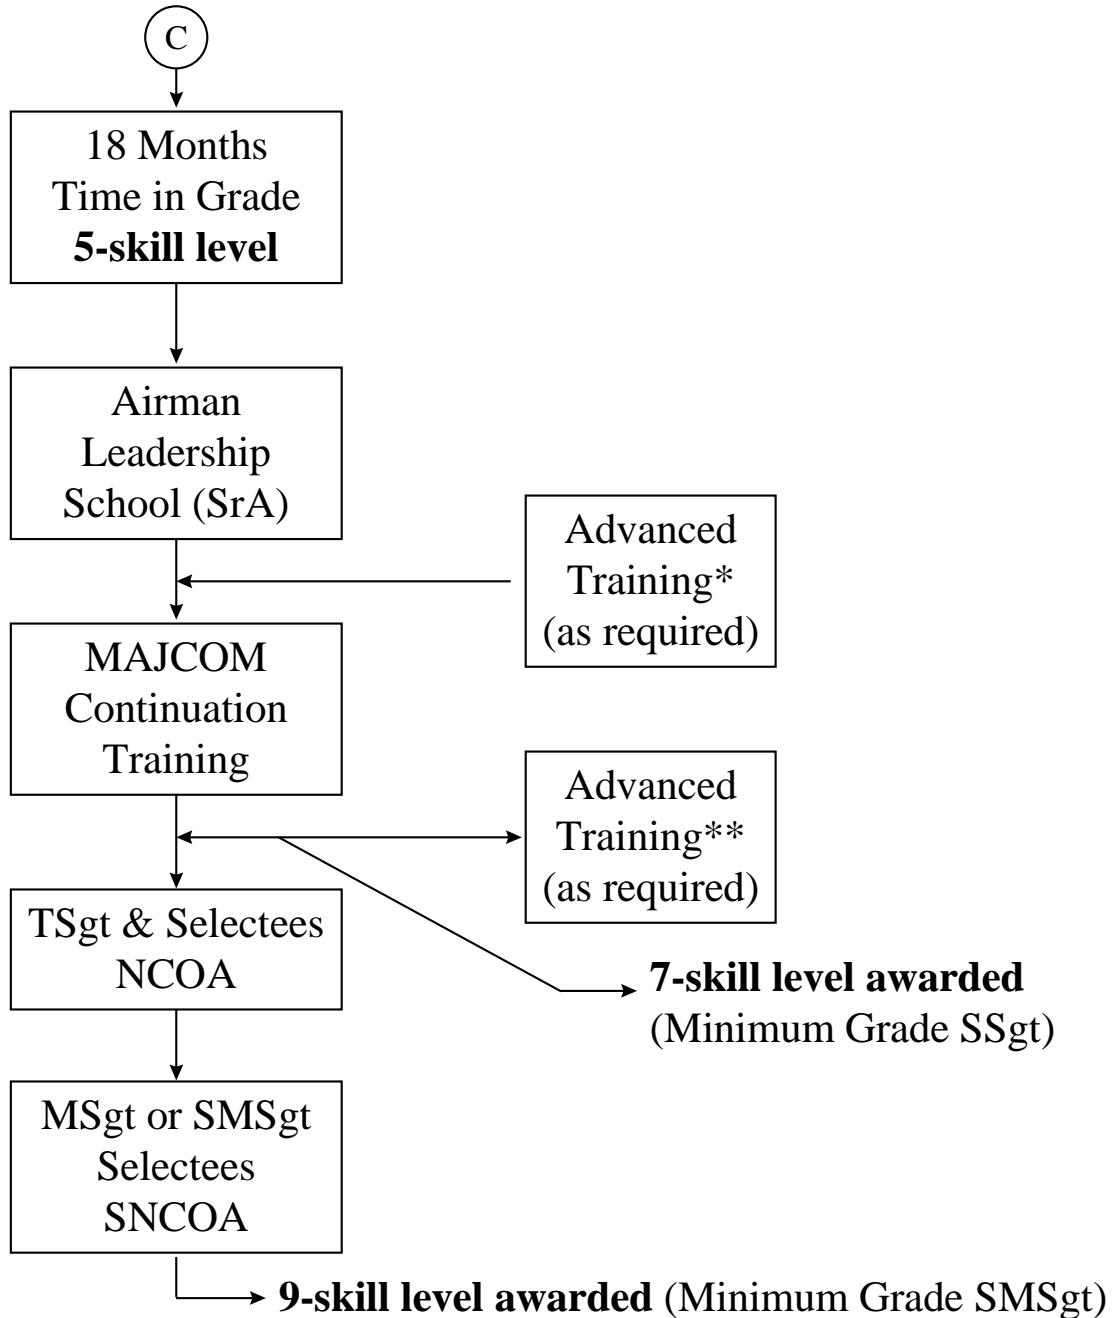 C
18 Months
Time in Grade
5-skill level
Airman
Leadership
School (SrA)
Advanced
Training*
(as required)
MAJCOM
Continuation
Training
Advanced
Training**
(as required)
TSgt & Selectees
NCOA
7-skill level awarded
(Minimum Grade SSgt)
MSgt or SMSgt
Selectees
SNCOA
9-skill level awarded (Minimum Grade SMSgt)